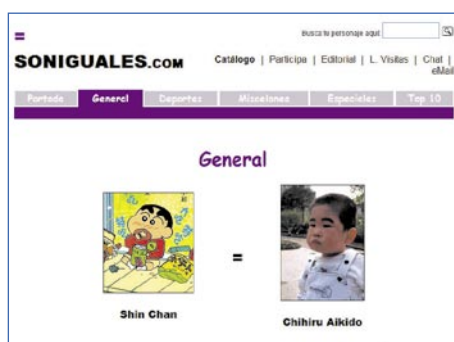 Busca tu personaje aquí:
=
SONIGUALES.COM
Catálogo | Participa | Editorial | L. Visitas | Chat |
eMail
Portada General Deportes Miscelanea Especiales Top 10
General
=
Shin Chan
Chihiru Aikido